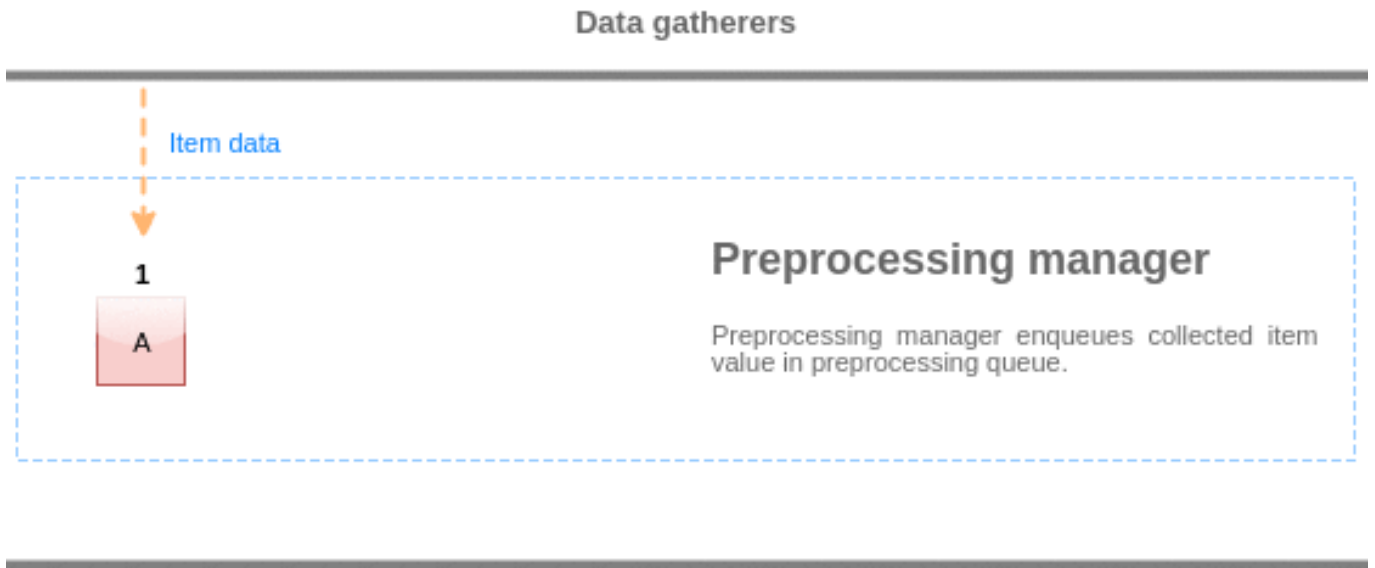 Data gatherers
Item data
1
A
Preprocessing manager
Preprocessing manager enqueues collected item
value in preprocessing queue.